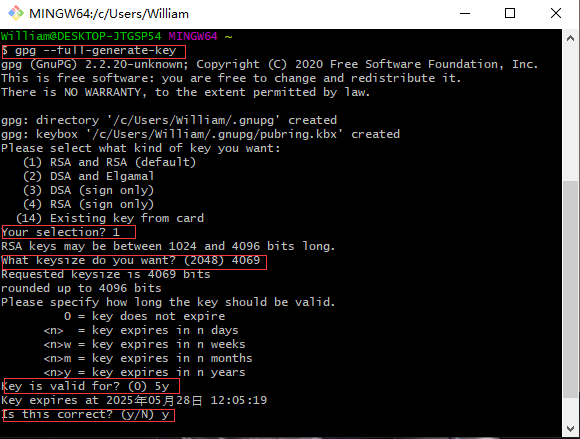 MINGW64:/c/Users/William
William@DESKTOP-JTGSP54 MINGW64 ~
$ gpg --full-generate-key
gpg (GnuPG) 2.2.20-unknown; Copyright (C) 2020 Free Software Foundation, Inc.
This is free software: you are free to change and redistribute it.
There is NO WARRANTY, to the extent permitted by law.
gpg: directory '/c/Users/William/.gnupg' created
gpg: keybox '/c/Users/William/.gnupg/pubring.kbx' created
Please select what kind of key you want:
(1) RSA and RSA (default)
(2) DSA and Elgamal
(3) DSA (sign only)
(4) RSA (sign only)
(14) Existing key from card
Your selection? 1
RSA keys may be between 1024 and 4096 bits long.
What keysize do you want? (2048) 4069
Requested keysize is 4069 bits
rounded up to 4096 bits
Please specify how long the key should be valid.
0 = key does not expire
<n> = key expires in n days
<n>w = key expires in n weeks
<n>m = key expires in n months
<n>y = key expires in n years
Key is valid for? (0) 5y
Key expires at 2025年05月28日 12:05:19
Is this correct? (y/N) y